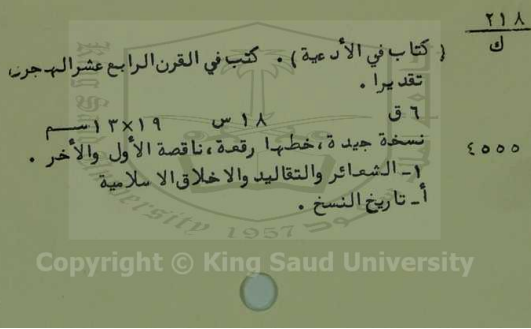 ٢١٨
ك
( كتاب في الأدعية ) . كتب في القرن الرابع عشر الهجري
تقديرا .
٦ ق ١٨ س ١٩×١٣ سم
٤٥٥٥ نسخة جيدة ، خطها رقعة ، ناقصة الأول والأخر .
١- الشعائر والتقاليد والاخلاق الاسلامية
أ- تاريخ النسخ .
1957
Copyright © King Saud University